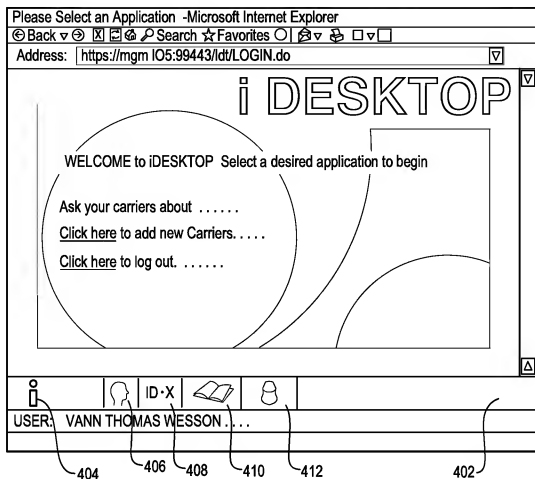 Please Select an Application -Microsoft Internet Explorer
Back Search Favorites
Address: https://mgm IO5:99443/ldt/LOGIN.do
i DESKTOP
WELCOME to iDESKTOP Select a desired application to begin
Ask your carriers about ......
Click here to add new Carriers.....
Click here to log out. ......
i ID·X
USER: VANN THOMAS WESSON ....
404 406 408 410 412 402